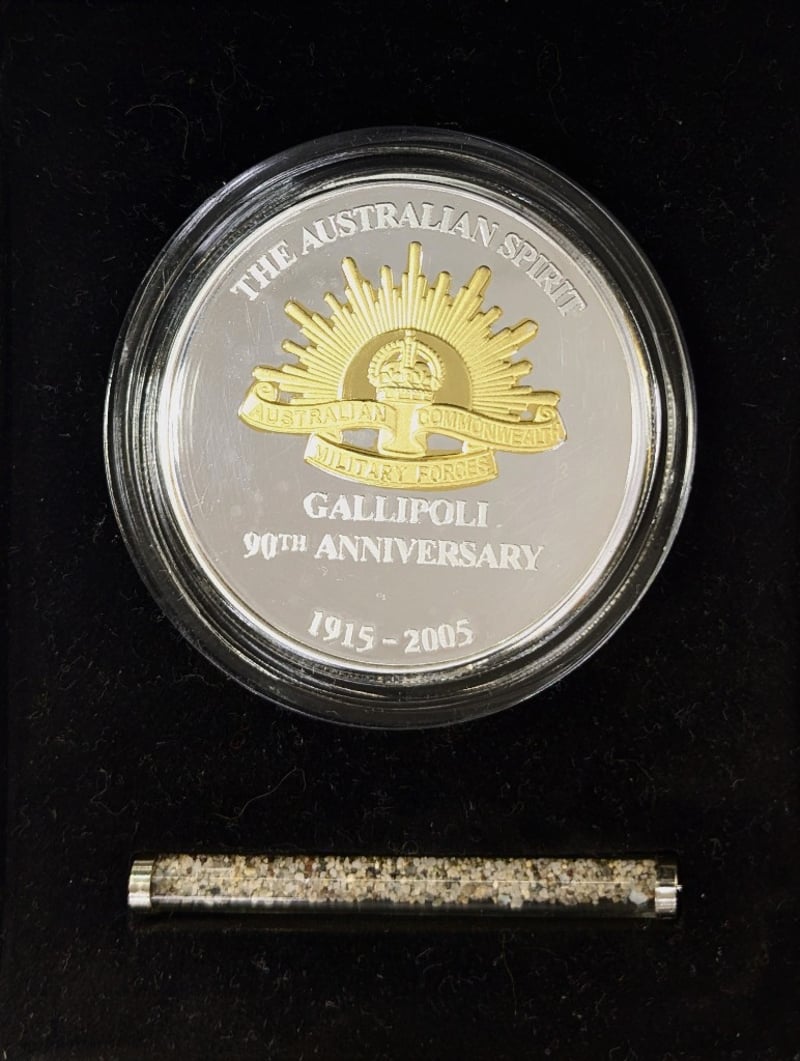 THE AUSTRALIAN SPIRIT
AUSTRALIAN COMMONWEALTH
MILITARY FORCES
GALLIPOLI
90TH ANNIVERSARY
1915 - 2005